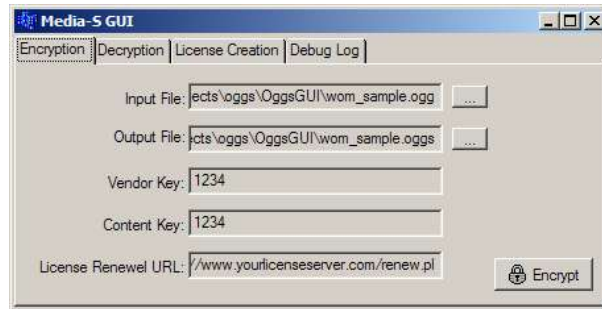 Media-S GUI
Encryption Decryption License Creation Debug Log
Input File: ects\oggs\OggsGUI\wom_sample.ogg ...
Output File: cts\oggs\OggsGUI\wom_sample.oggs ...
Vendor Key: 1234
Content Key: 1234
License Renewel URL: //www.yourlicenseserver.com/renew.pl
Encrypt